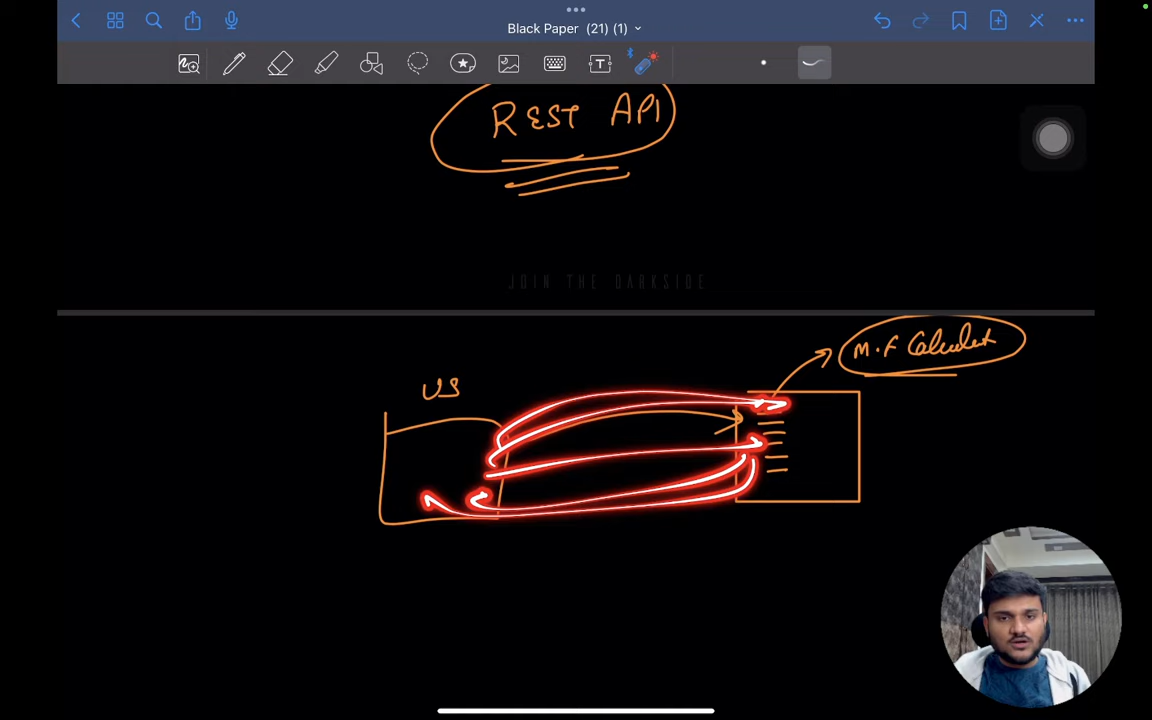 Black Paper (21) (1)
T
REST API
JOIN THE DARKSIDE
M.F Calculat
US